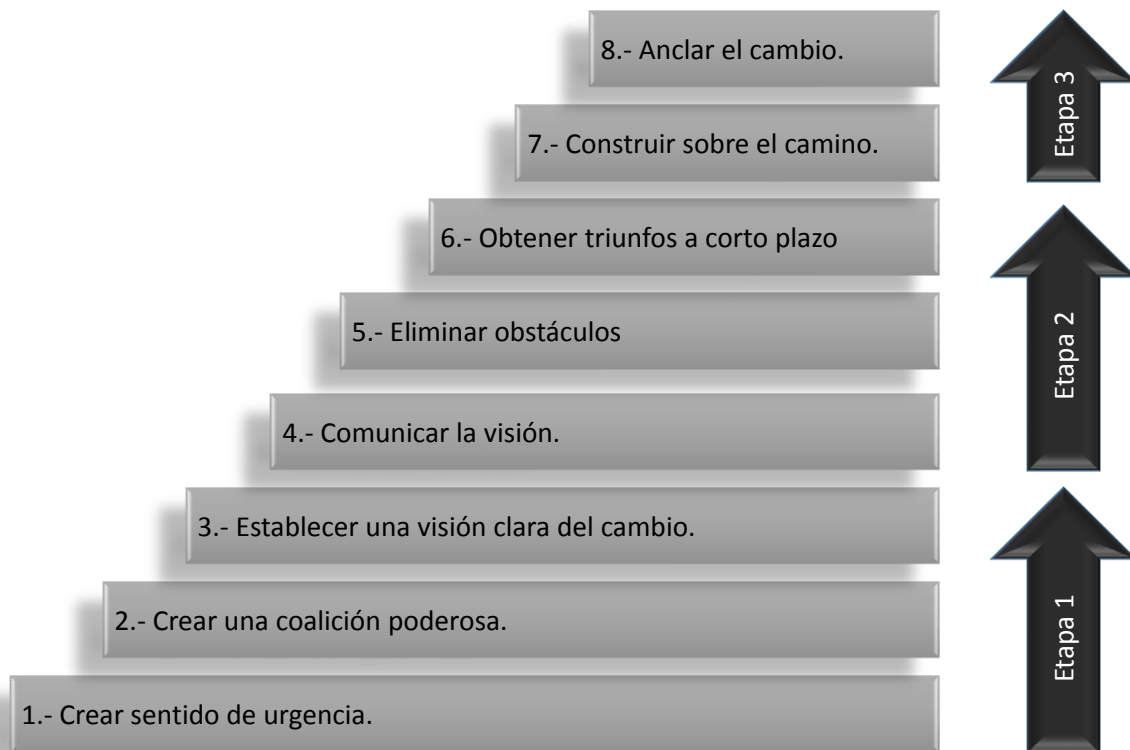 8.- Anclar el cambio.
7.- Construir sobre el camino.
6.- Obtener triunfos a corto plazo
5.- Eliminar obstáculos
4.- Comunicar la visión.
3.- Establecer una visión clara del cambio.
2.- Crear una coalición poderosa.
1.- Crear sentido de urgencia.
Etapa 3
Etapa 2
Etapa 1